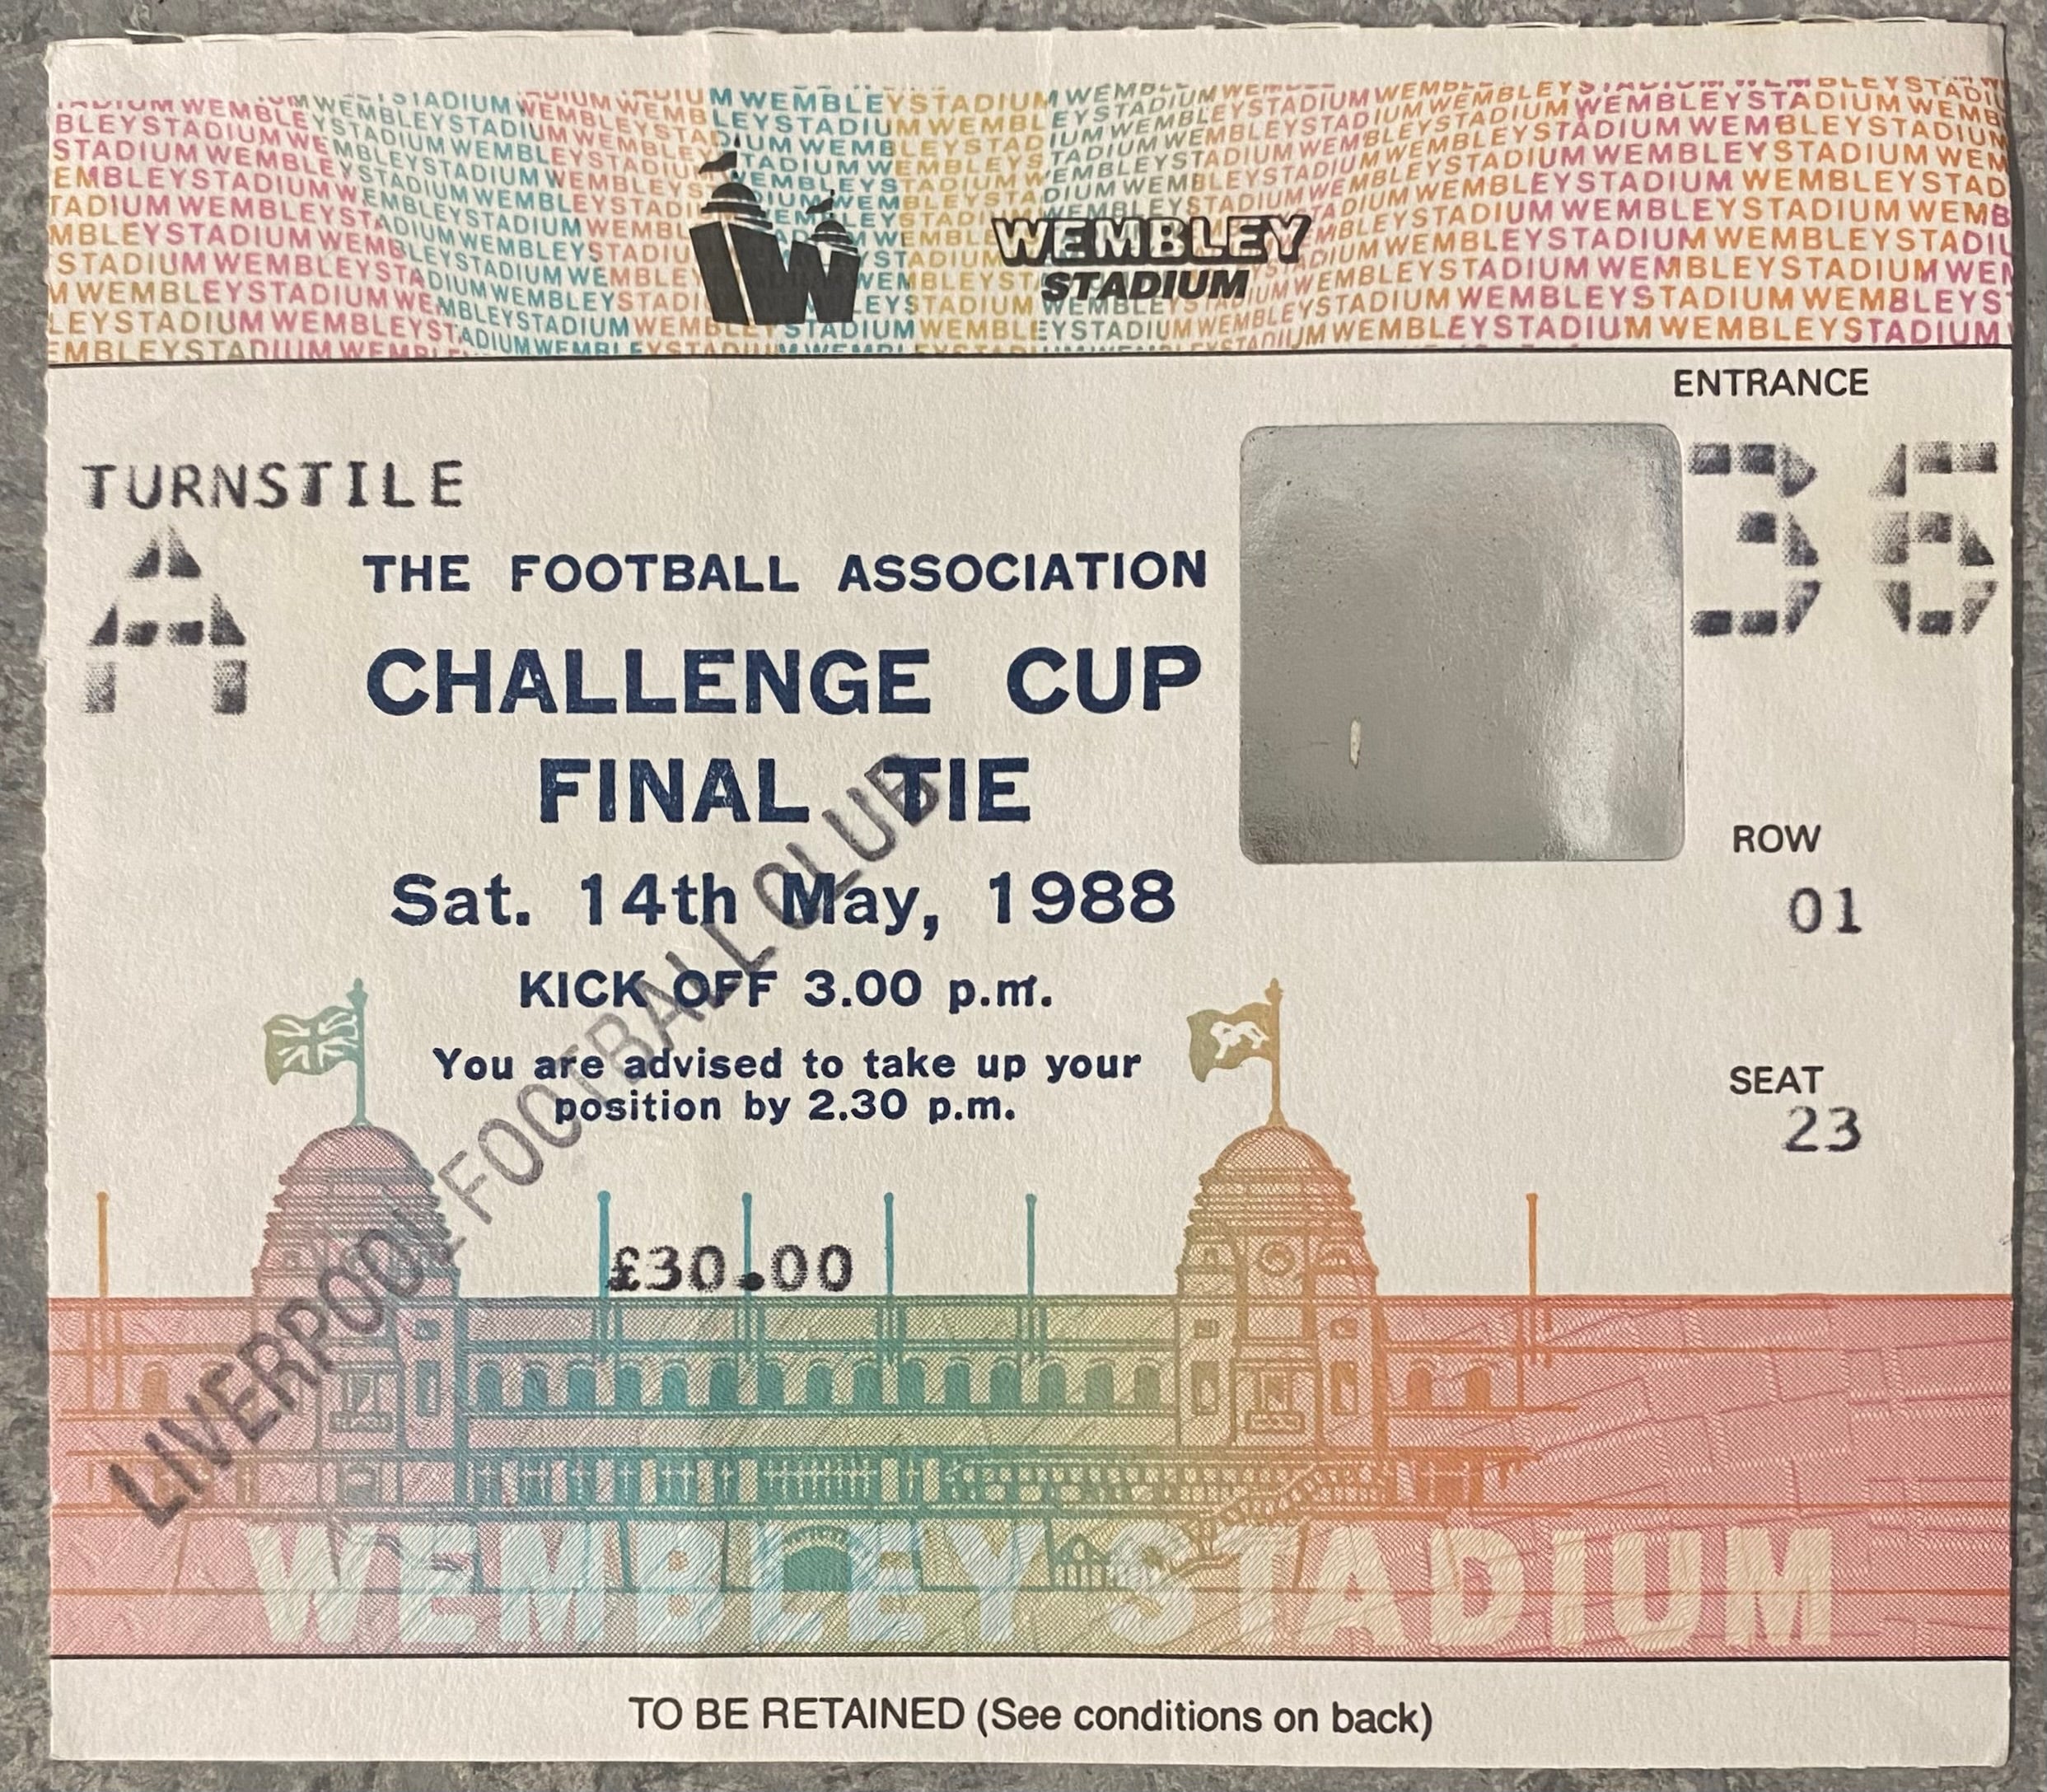 WEMBLEY
STADIUM
ENTRANCE
36
TURNSTILE
A
THE FOOTBALL ASSOCIATION
CHALLENGE CUP
FINAL TIE
Sat. 14th May, 1988
KICK OFF 3.00 p.m.
You are advised to take up your
position by 2.30 p.m.
ROW
01
SEAT
23
£30.00
LIVERPOOL FOOTBALL CLUB
WEMBLEY STADIUM
TO BE RETAINED (See conditions on back)